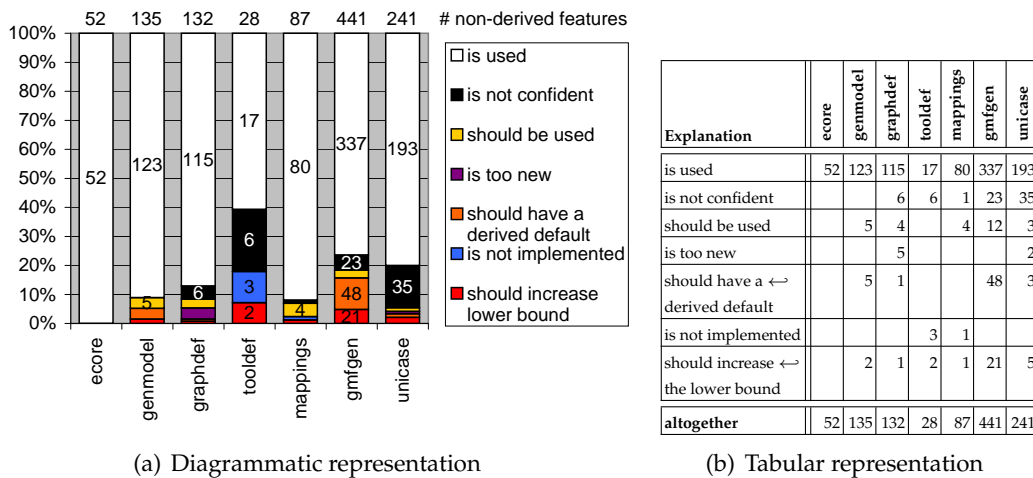 52 135 132 28 87 441 241 # non-derived features
100%
90%
80%
70%
60%
50%
40%
30%
20%
10%
0%
52
123
5
115
6
17
6
3
2
80
4
337
23
48
21
193
35
ecore
genmodel
graphdef
tooldef
mappings
gmfgen
unicase
is used
is not confident
should be used
is too new
should have a
derived default
is not implemented
should increase
lower bound
(a) Diagrammatic representation
Explanation ecore genmodel graphdef tooldef mappings gmfgen unicase
is used 52 123 115 17 80 337 193
is not confident 6 6 1 23 35
should be used 5 4 4 12 3
is too new 5 2
should have a ↩ 5 1 48 3
derived default
is not implemented 3 1
should increase ↩ 2 1 2 1 21 5
the lower bound
altogether 52 135 132 28 87 441 241
(b) Tabular representation